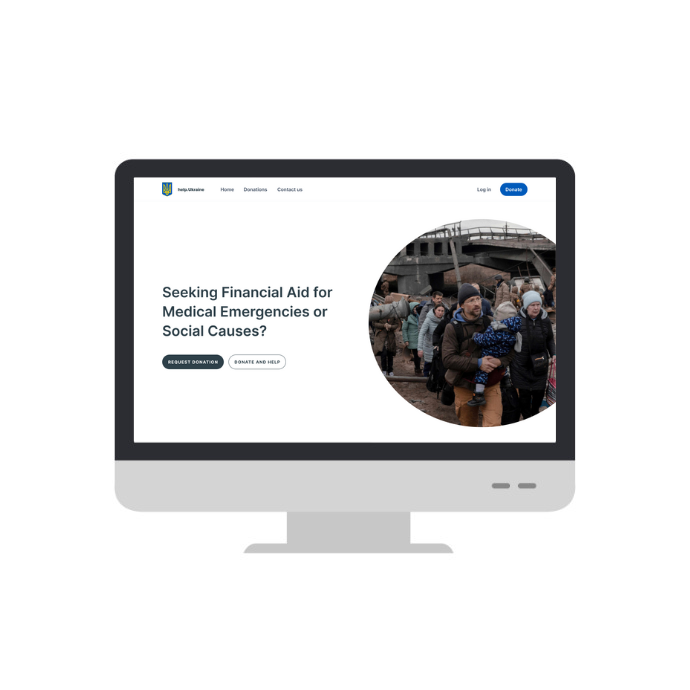 help.Ukraine
Home
Donations
Contact us
Log in
Donate
Seeking Financial Aid for
Medical Emergencies or
Social Causes?
REQUEST DONATION
DONATE AND HELP